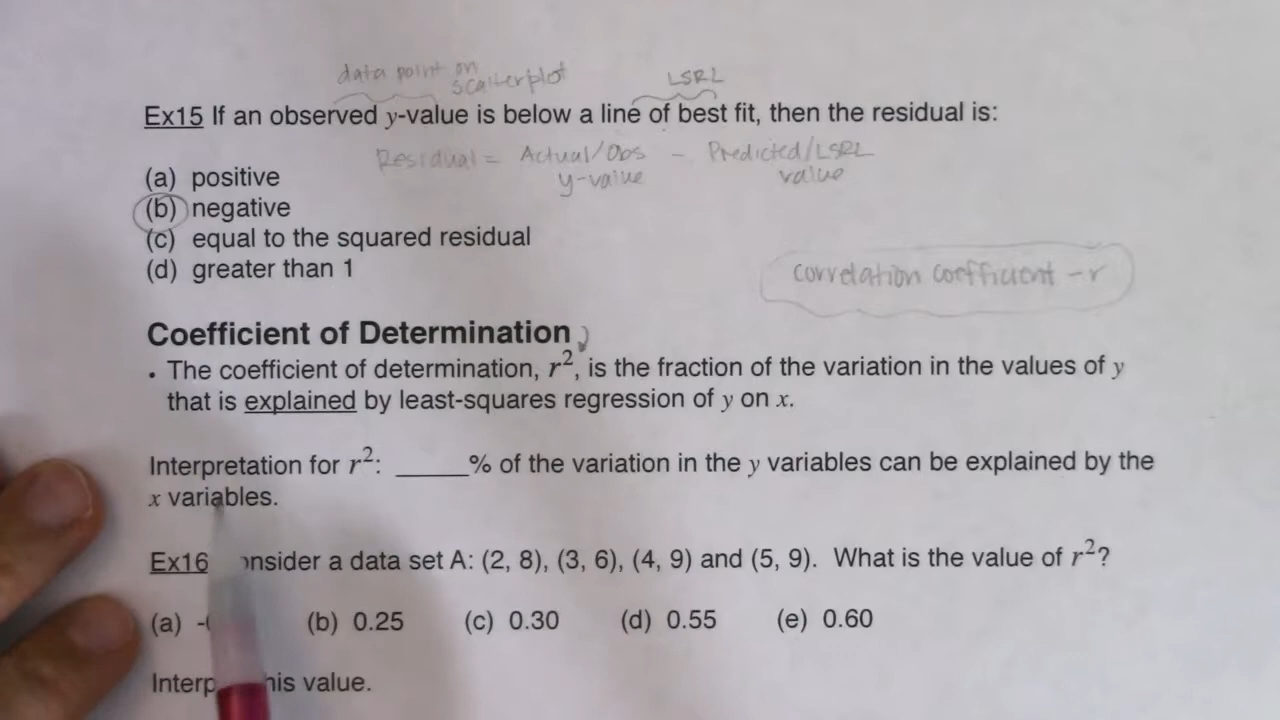 data point on
scatterplot
LSRL
Ex15 If an observed y-value is below a line of best fit, then the residual is:
Residual = Actual/Obs - Predicted/LSRL
y-value value
(a) positive
(b) negative
(c) equal to the squared residual
(d) greater than 1
correlation coefficient - r
Coefficient of Determination
• The coefficient of determination, r², is the fraction of the variation in the values of y
that is explained by least-squares regression of y on x.
Interpretation for r²: _____% of the variation in the y variables can be explained by the
x variables.
Ex16 onsider a data set A: (2, 8), (3, 6), (4, 9) and (5, 9). What is the value of r²?
(a) -( (b) 0.25 (c) 0.30 (d) 0.55 (e) 0.60
Interp his value.